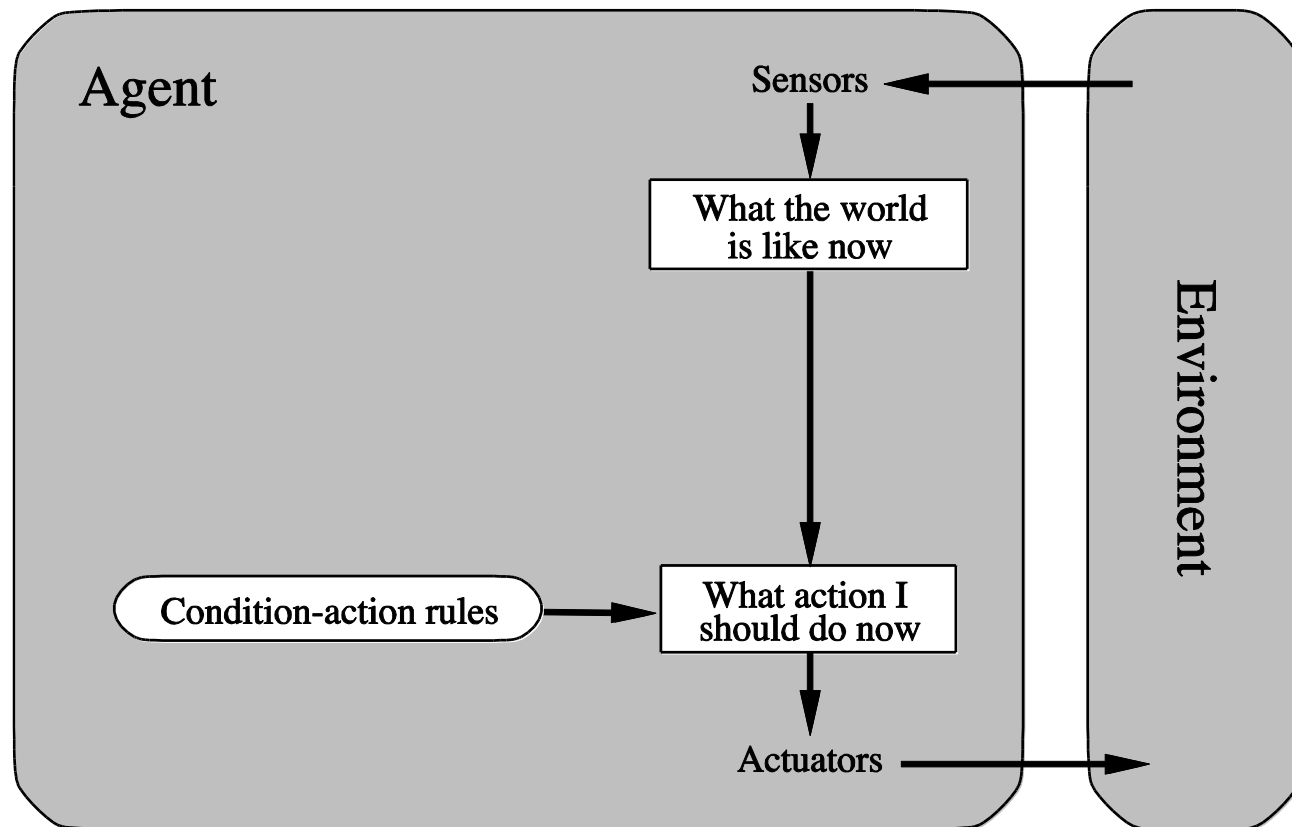 Agent
Sensors
What the world
is like now
Environment
Condition-action rules
What action I
should do now
Actuators